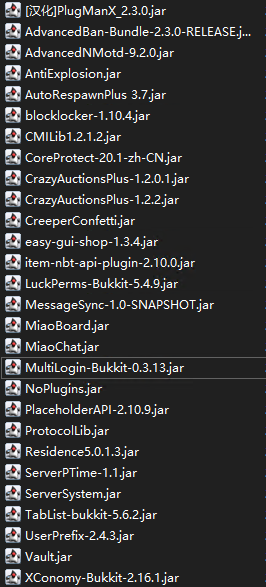 [汉化]PlugManX_2.3.0.jar
AdvancedBan-Bundle-2.3.0-RELEASE.j...
AdvancedNMotd-9.2.0.jar
AntiExplosion.jar
AutoRespawnPlus 3.7.jar
blocklocker-1.10.4.jar
CMILib1.2.1.2.jar
CoreProtect-20.1-zh-CN.jar
CrazyAuctionsPlus-1.2.0.1.jar
CrazyAuctionsPlus-1.2.2.jar
CreeperConfetti.jar
easy-gui-shop-1.3.4.jar
item-nbt-api-plugin-2.10.0.jar
LuckPerms-Bukkit-5.4.9.jar
MessageSync-1.0-SNAPSHOT.jar
MiaoBoard.jar
MiaoChat.jar
MultiLogin-Bukkit-0.3.13.jar
NoPlugins.jar
PlaceholderAPI-2.10.9.jar
ProtocolLib.jar
Residence5.0.1.3.jar
ServerPTime-1.1.jar
ServerSystem.jar
TabList-bukkit-5.6.2.jar
UserPrefix-2.4.3.jar
Vault.jar
XConomy-Bukkit-2.16.1.jar